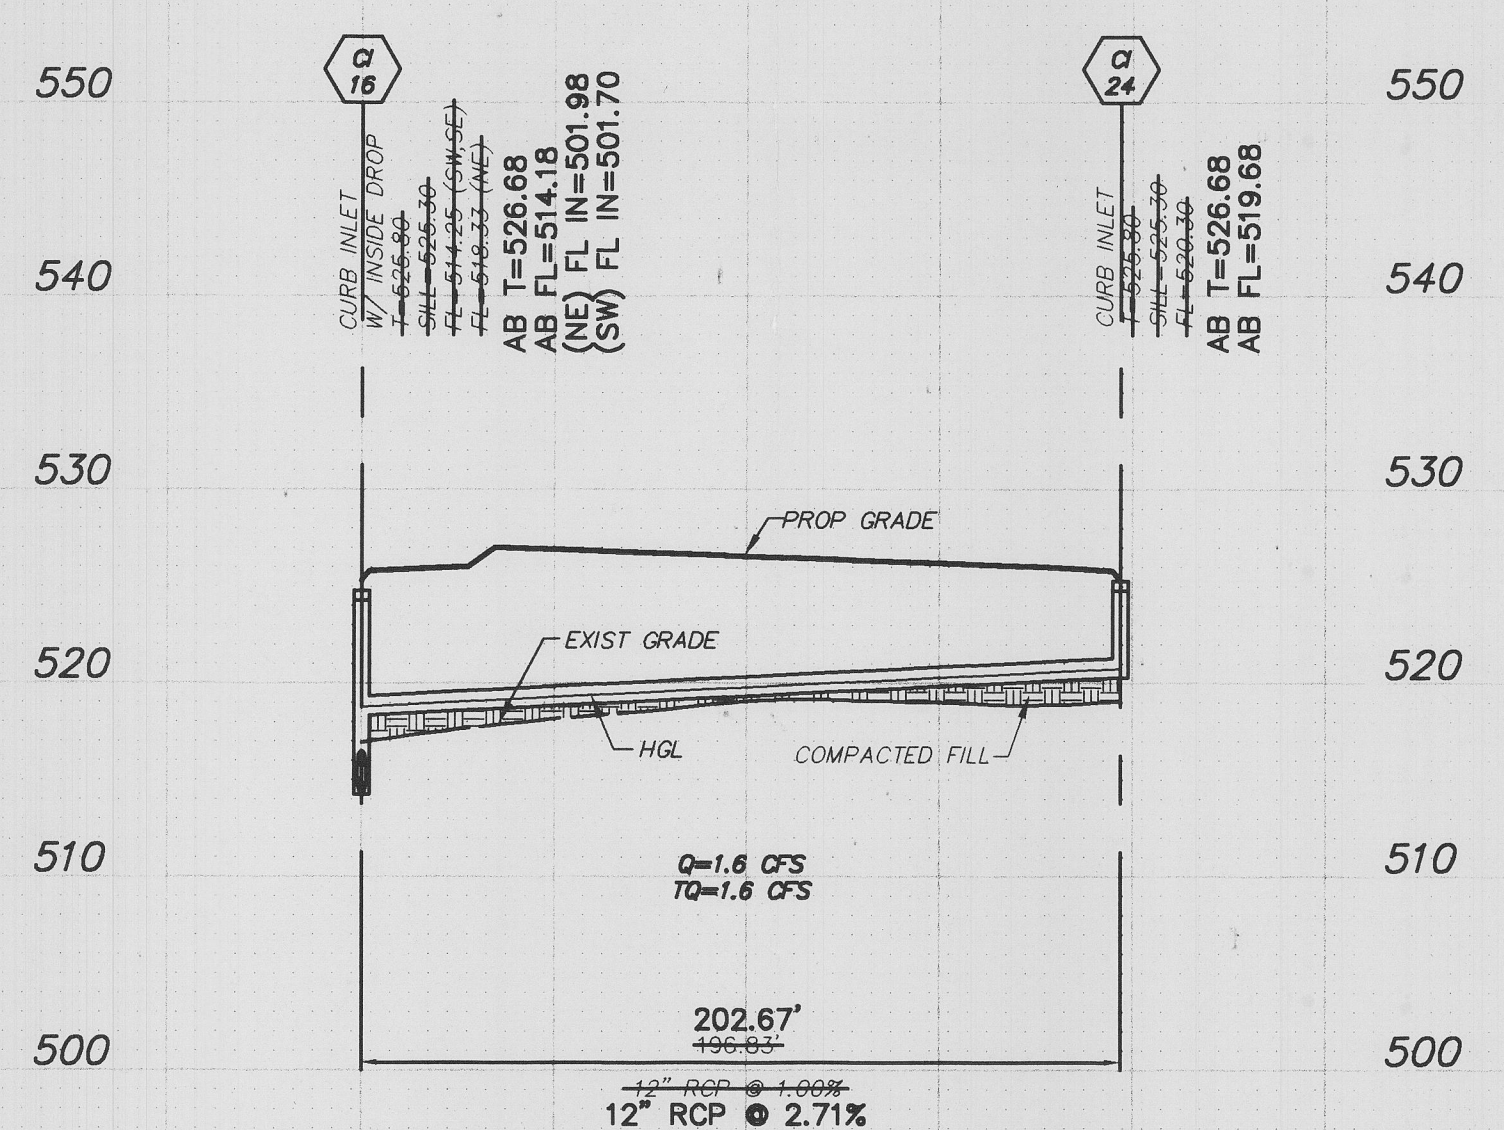 CI
16
CI
24
550
550
CURB INLET
W/ INSIDE DROP
T=525.80
SILL=525.30
FL=514.25 (SW,SE)
FL=518.33 (NE)
AB T=526.68
AB FL=514.18
(NE) FL IN=501.98
(SW) FL IN=501.70
CURB INLET
T=525.80
SILL=525.30
FL=520.30
AB T=526.68
AB FL=519.68
540
540
530
530
PROP GRADE
EXIST GRADE
520
520
HGL
COMPACTED FILL
510
510
Q=1.6 CFS
TQ=1.6 CFS
202.67'
196.83'
500
500
12" RCP @ 1.00%
12" RCP @ 2.71%